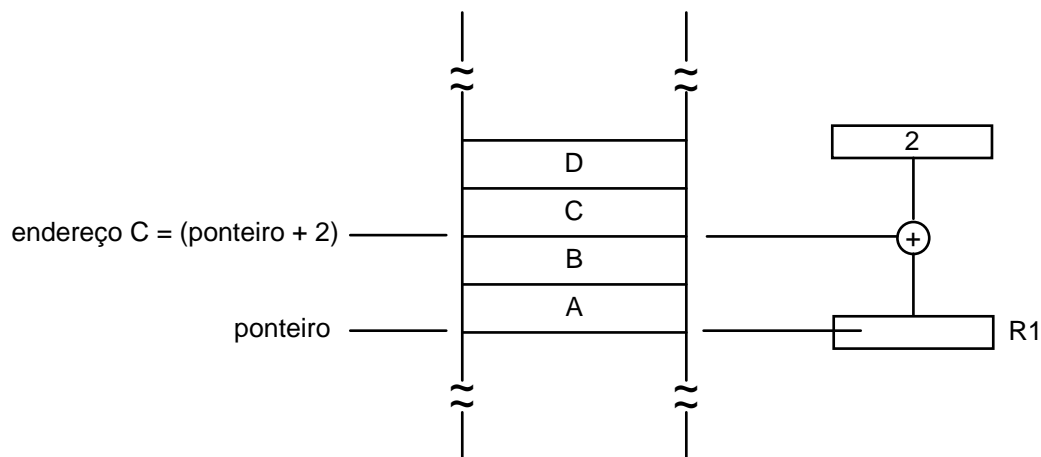 2
D
C
endereço C = (ponteiro + 2)
+
B
A
ponteiro
R1